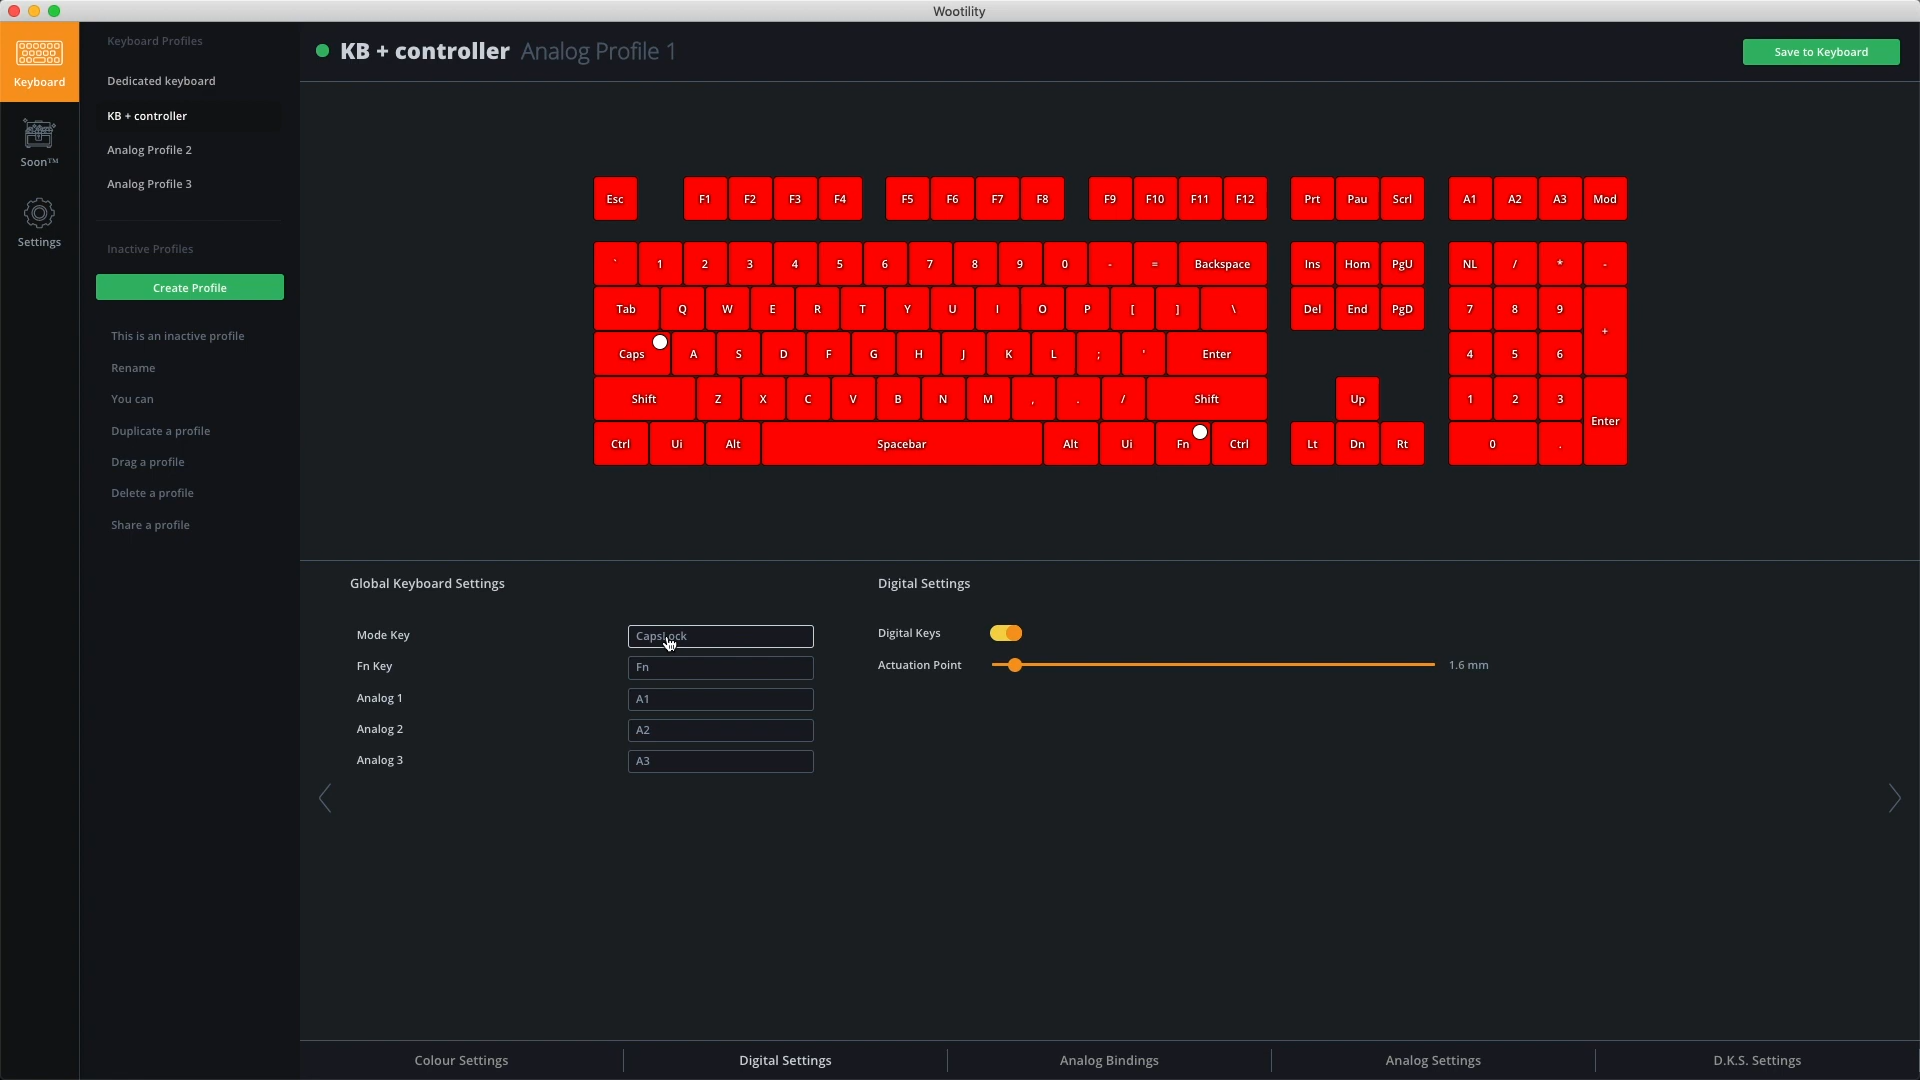 Wootility
Keyboard
Soon™
Settings
Keyboard Profiles
Dedicated keyboard
KB + controller
Analog Profile 2
Analog Profile 3
Inactive Profiles
Create Profile
This is an inactive profile
Rename
You can
Duplicate a profile
Drag a profile
Delete a profile
Share a profile
KB + controller Analog Profile 1
Save to Keyboard
Esc F1 F2 F3 F4 F5 F6 F7 F8 F9 F10 F11 F12 Prt Pau Scrl A1 A2 A3 Mod
` 1 2 3 4 5 6 7 8 9 0 - = Backspace Ins Hom PgU NL / * -
Tab Q W E R T Y U I O P [ ] \ Del End PgD 7 8 9 +
Caps A S D F G H J K L ; ' Enter 4 5 6
Shift Z X C V B N M , . / Shift Up 1 2 3 Enter
Ctrl Ui Alt Spacebar Alt Ui Fn Ctrl Lt Dn Rt 0 .
Global Keyboard Settings
Mode Key CapsLock
Fn Key Fn
Analog 1 A1
Analog 2 A2
Analog 3 A3
Digital Settings
Digital Keys
Actuation Point 1.6 mm
Colour Settings
Digital Settings
Analog Bindings
Analog Settings
D.K.S. Settings